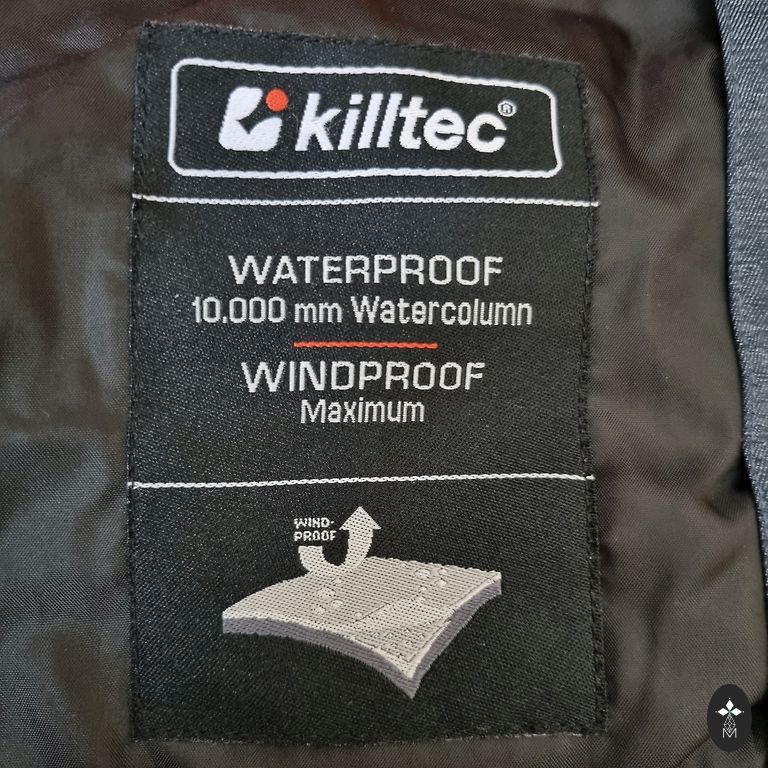 killtec®
WATERPROOF
10.000 mm Watercolumn
WINDPROOF
Maximum
WIND-
PROOF
M